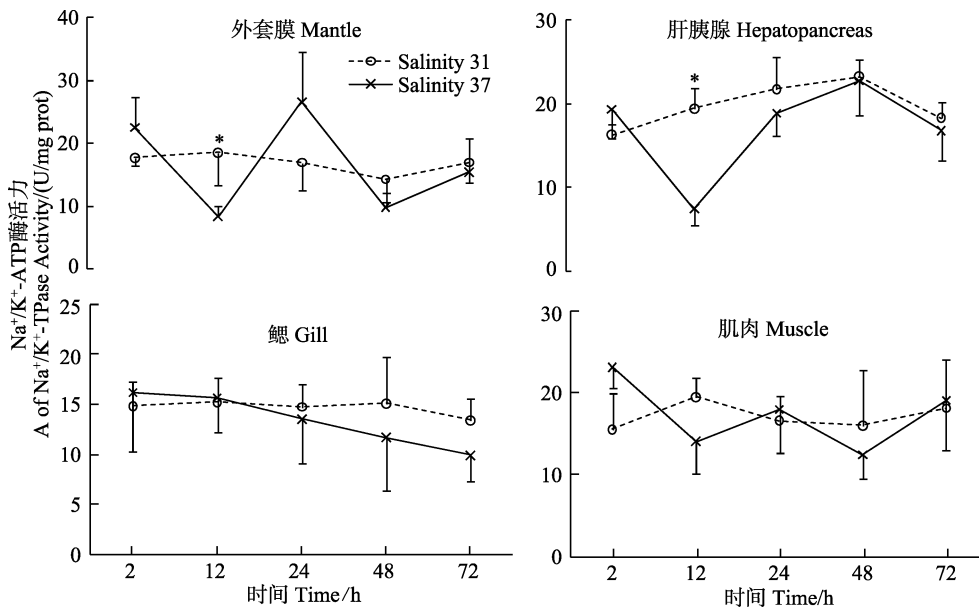 Na⁺/K⁺-ATP酶活力
A of Na⁺/K⁺-TPase Activity/(U/mg prot)
外套膜 Mantle
Salinity 31
Salinity 37
40
30
20
10
0
*
肝胰腺 Hepatopancreas
30
20
10
0
*
鳃 Gill
25
20
15
10
5
0
2 12 24 48 72
时间 Time/h
肌肉 Muscle
30
20
10
0
2 12 24 48 72
时间 Time/h